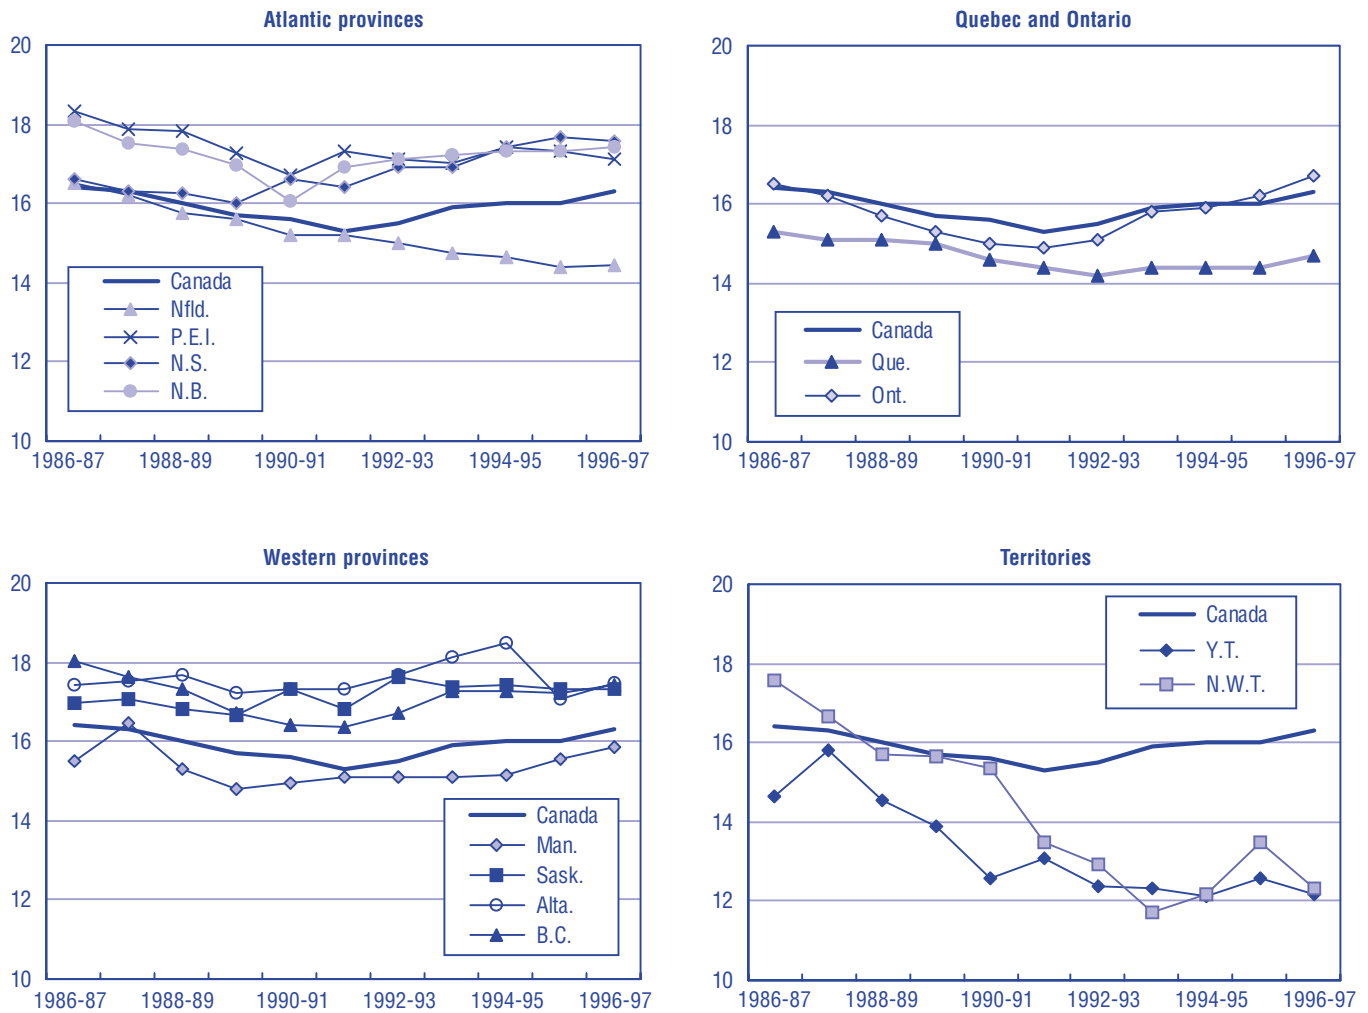 Atlantic provinces
20
18
16
14
12
10
Canada
Nfld.
P.E.I.
N.S.
N.B.
1986-87 1988-89 1990-91 1992-93 1994-95 1996-97
Quebec and Ontario
20
18
16
14
12
10
Canada
Que.
Ont.
1986-87 1988-89 1990-91 1992-93 1994-95 1996-97
Western provinces
20
18
16
14
12
10
Canada
Man.
Sask.
Alta.
B.C.
1986-87 1988-89 1990-91 1992-93 1994-95 1996-97
Territories
20
18
16
14
12
10
Canada
Y.T.
N.W.T.
1986-87 1988-89 1990-91 1992-93 1994-95 1996-97